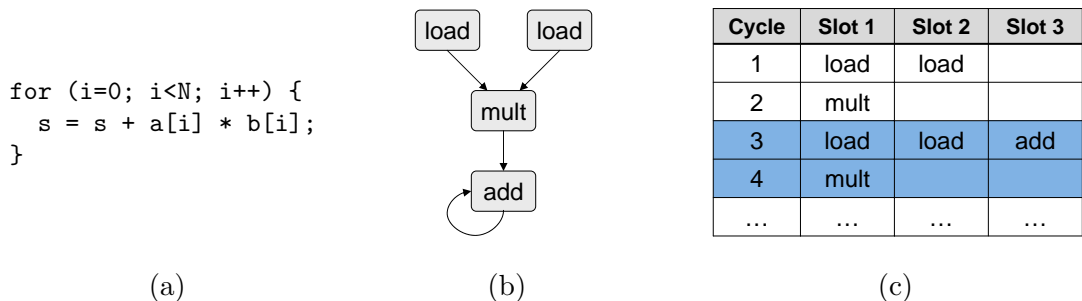 for (i=0; i<N; i++) {
  s = s + a[i] * b[i];
}
(a)
load load
mult
add
(b)
Cycle Slot 1 Slot 2 Slot 3
1 load load
2 mult
3 load load add
4 mult
… … … …
(c)